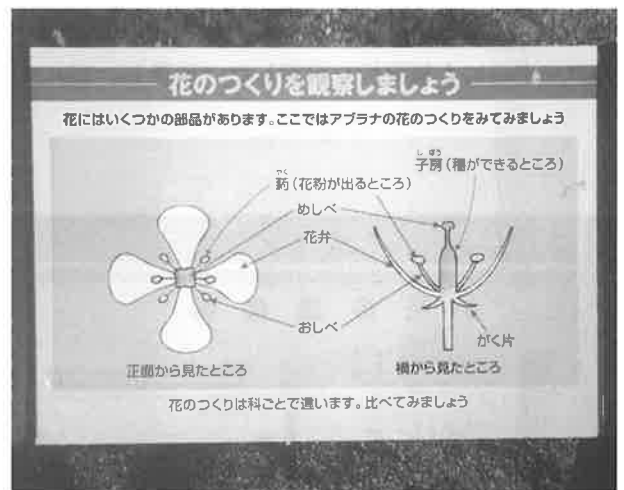 花のつくりを観察しましょう
花にはいくつかの部品があります。ここではアブラナの花のつくりをみてみましょう
しぼう
子房(種ができるところ)
やく
葯(花粉が出るところ)
めしべ
花弁
おしべ
がく片
正面から見たところ
横から見たところ
花のつくりは科ごとで違います。比べてみましょう